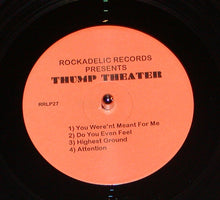 ROCKADELIC RECORDS
PRESENTS
THUMP THEATER
RRLP27
1) You Were'nt Meant For Me
2) Do You Evan Feel
3) Highest Ground
4) Attention